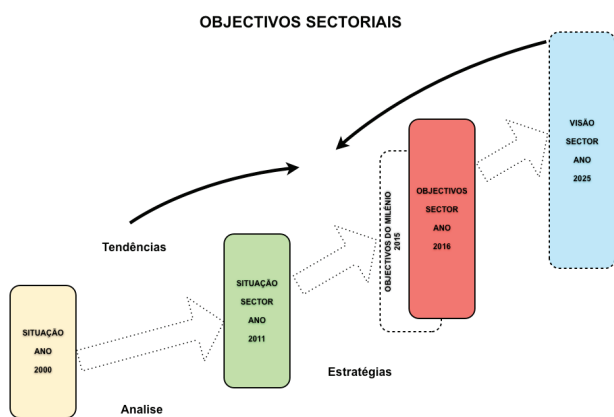 OBJECTIVOS SECTORIAIS
VISÃO
SECTOR
ANO
2025
OBJECTIVOS DO MILÉNIO
2015
OBJECTIVOS
SECTOR
ANO
2016
Tendências
SITUAÇÃO
SECTOR
ANO
2011
SITUAÇÃO
ANO
2000
Estratégias
Analise